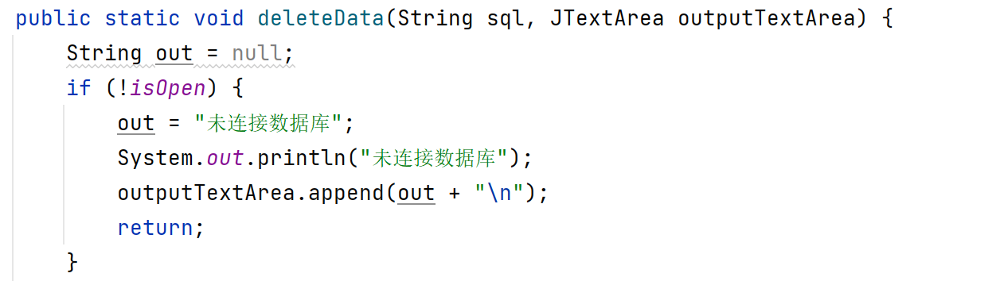 public static void deleteData(String sql, JTextArea outputTextArea) {
    String out = null;
    if (!isOpen) {
        out = "未连接数据库";
        System.out.println("未连接数据库");
        outputTextArea.append(out + "\n");
        return;
    }